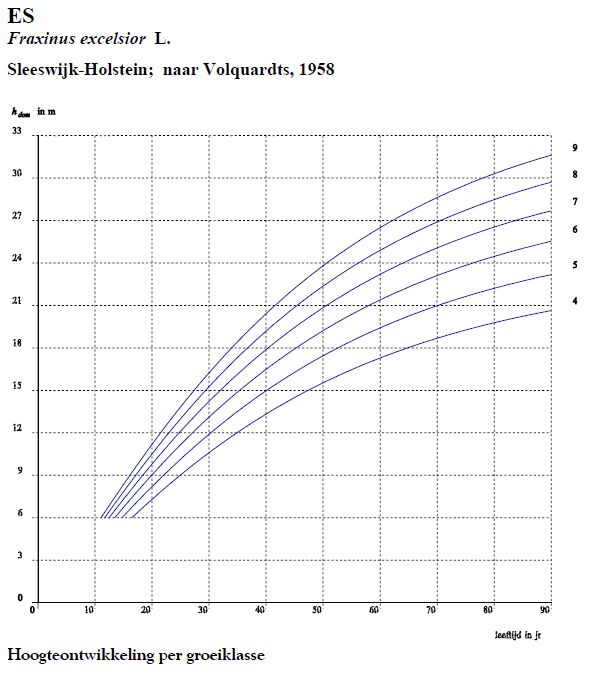 ES
Fraxinus excelsior L.
Sleeswijk-Holstein; naar Volquardts, 1958
h dom in m
33
9
30
8
27
7
6
24
5
21
4
18
15
12
9
6
3
0
0 10 20 30 40 50 60 70 80 90
leeftijd in jr
Hoogteontwikkeling per groeiklasse